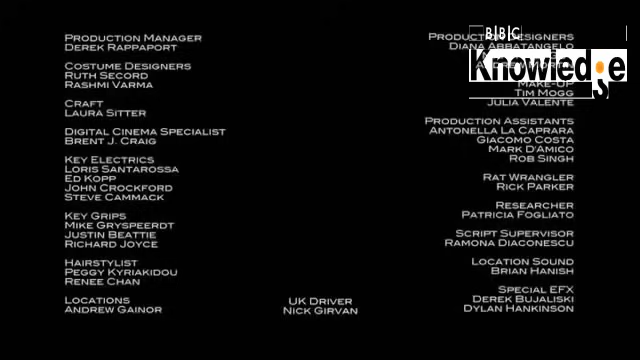 Production Manager
Derek Rappaport
Costume Designers
Ruth Secord
Rashmi Varma
Craft
Laura Sitter
Digital Cinema Specialist
Brent J. Craig
Key Electrics
Loris Santarossa
Ed Kopp
John Crockford
Steve Cammack
Key Grips
Mike Gryspeerdt
Justin Beattie
Richard Joyce
Hairstylist
Peggy Kyriakidou
Renee Chan
Locations
Andrew Gainor
UK Driver
Nick Girvan
Production Designers
Diana Abbatangelo
BBC
Knowledge
Make-Up
Tim Mogg
Julia Valente
Production Assistants
Antonella La Caprara
Giacomo Costa
Mark D'Amico
Rob Singh
Rat Wrangler
Rick Parker
Researcher
Patricia Fogliato
Script Supervisor
Ramona Diaconescu
Location Sound
Brian Hanish
Special EFX
Derek Bujalski
Dylan Hankinson